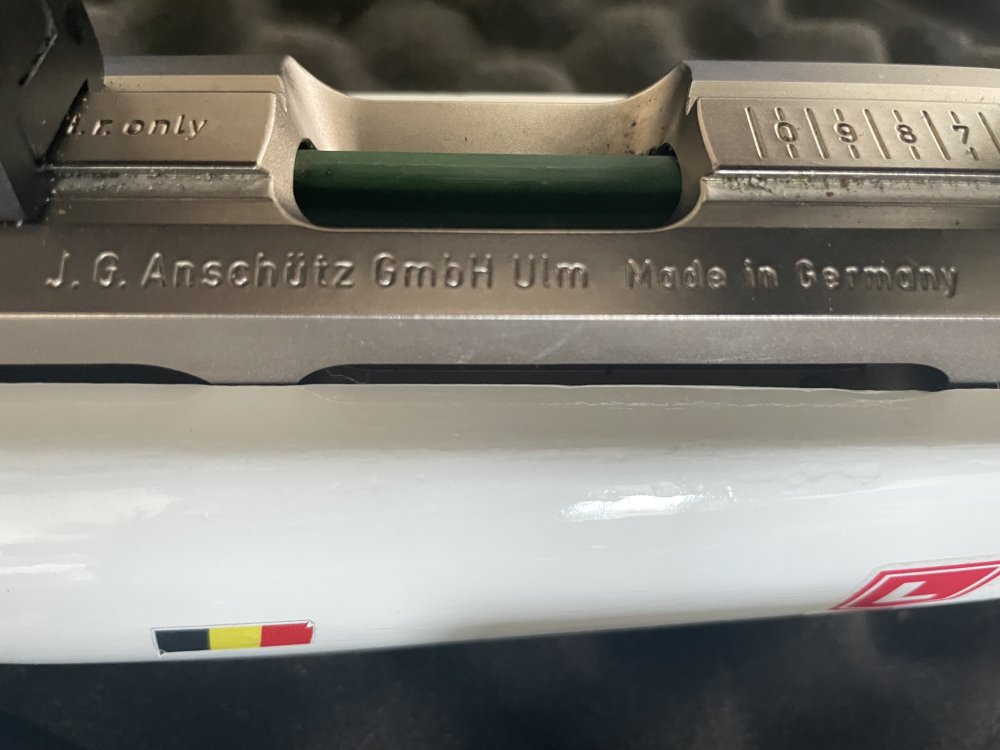 l.r. only
0 9 8 7
J. G. Anschütz GmbH Ulm Made in Germany
L